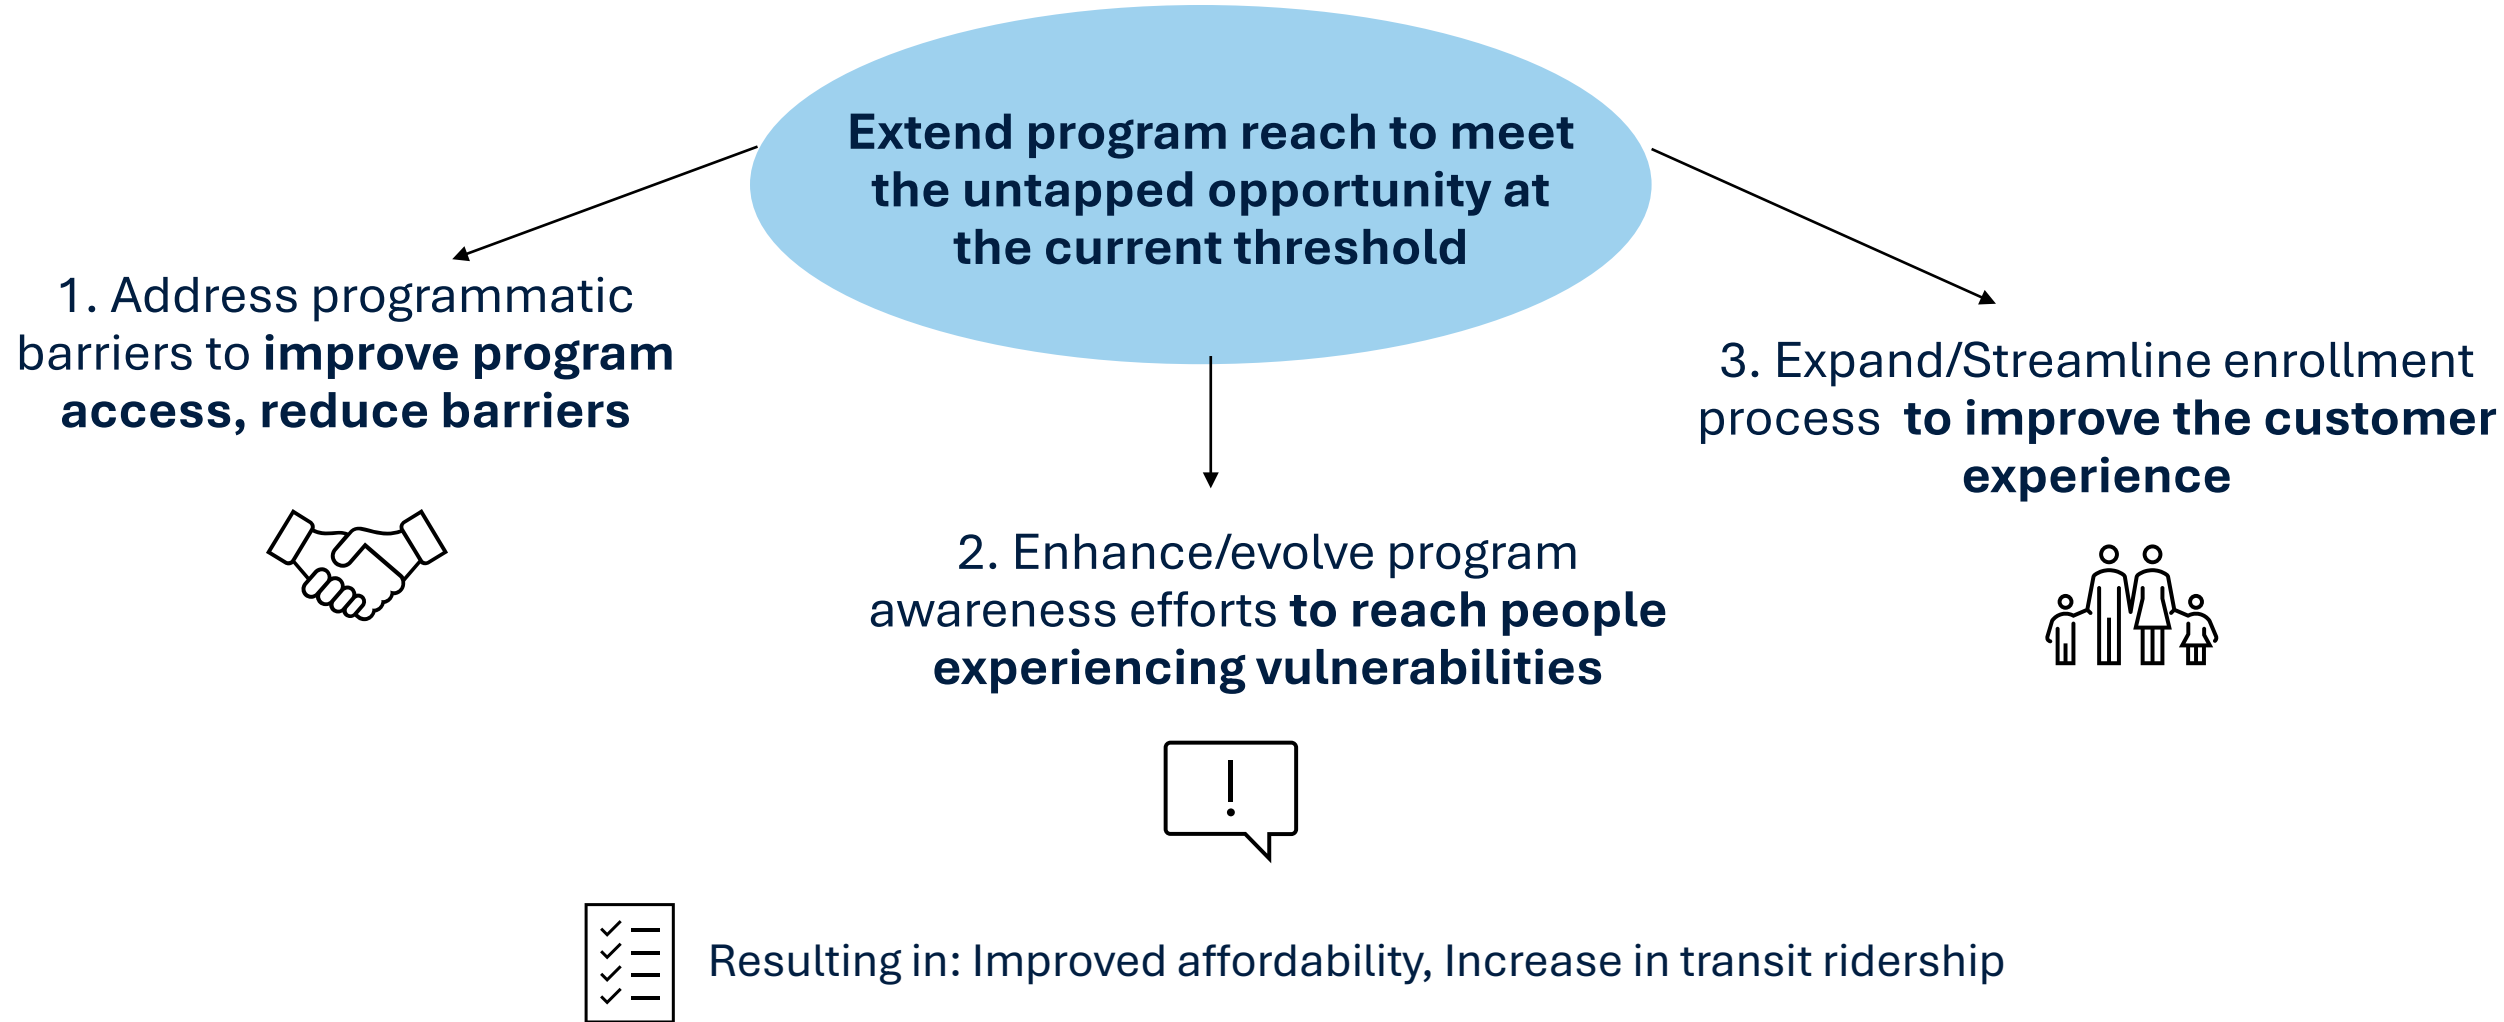 Extend program reach to meet
the untapped opportunity at
the current threshold
1. Address programmatic
barriers to improve program
access, reduce barriers
2. Enhance/evolve program
awareness efforts to reach people
experiencing vulnerabilities
3. Expand/Streamline enrollment
process to improve the customer
experience
Resulting in: Improved affordability, Increase in transit ridership